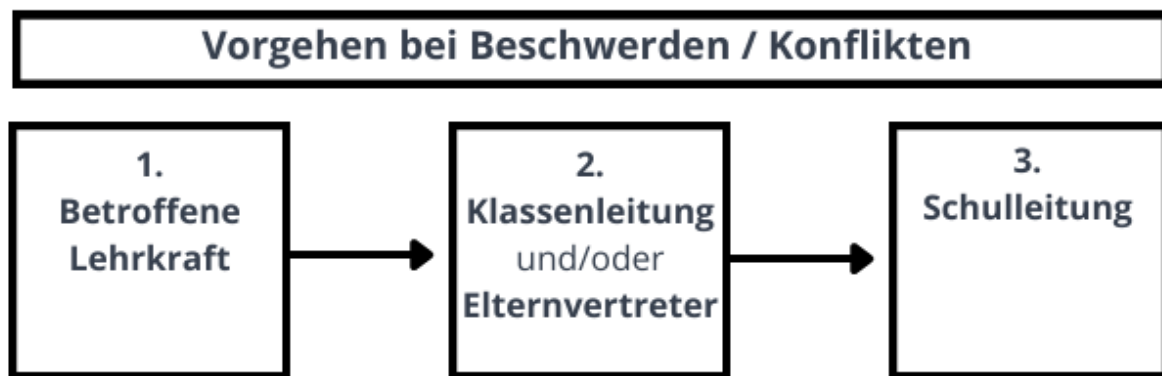 Vorgehen bei Beschwerden / Konflikten
1.
Betroffene
Lehrkraft
2.
Klassenleitung
und/oder
Elternvertreter
3.
Schulleitung